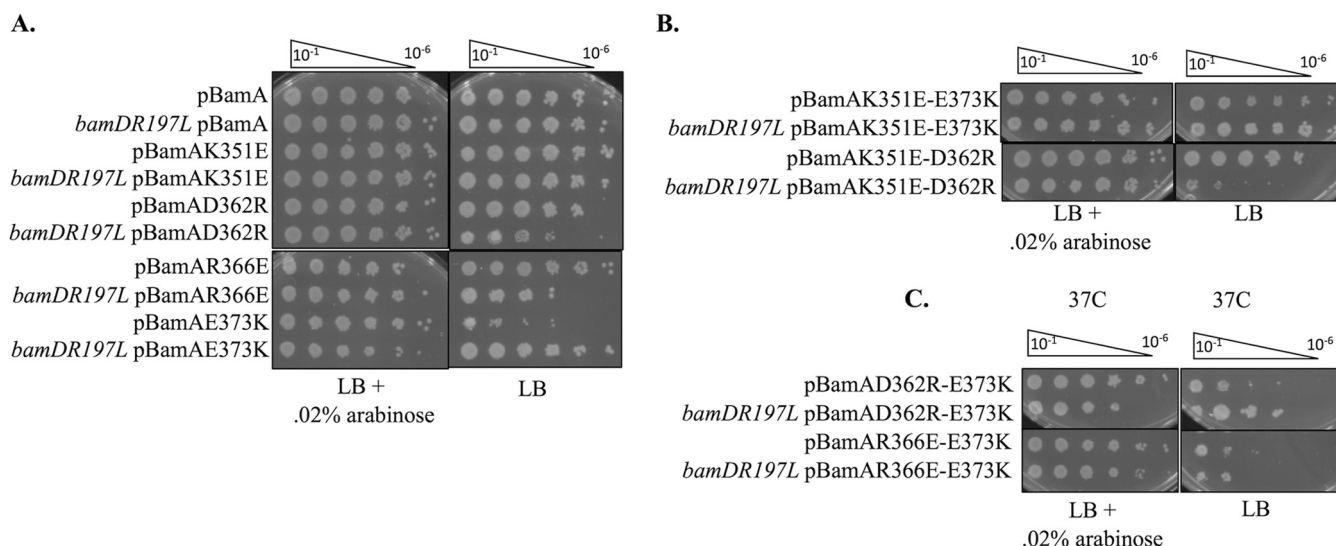 A.
10-1 10-6 10-1 10-6
pBamA
bamDR197L pBamA
pBamAK351E
bamDR197L pBamAK351E
pBamAD362R
bamDR197L pBamAD362R
pBamAR366E
bamDR197L pBamAR366E
pBamAE373K
bamDR197L pBamAE373K
LB + LB
.02% arabinose
B.
10-1 10-6 10-1 10-6
pBamAK351E-E373K
bamDR197L pBamAK351E-E373K
pBamAK351E-D362R
bamDR197L pBamAK351E-D362R
LB + LB
.02% arabinose
C. 37C 37C
10-1 10-6 10-1 10-6
pBamAD362R-E373K
bamDR197L pBamAD362R-E373K
pBamAR366E-E373K
bamDR197L pBamAR366E-E373K
LB + LB
.02% arabinose